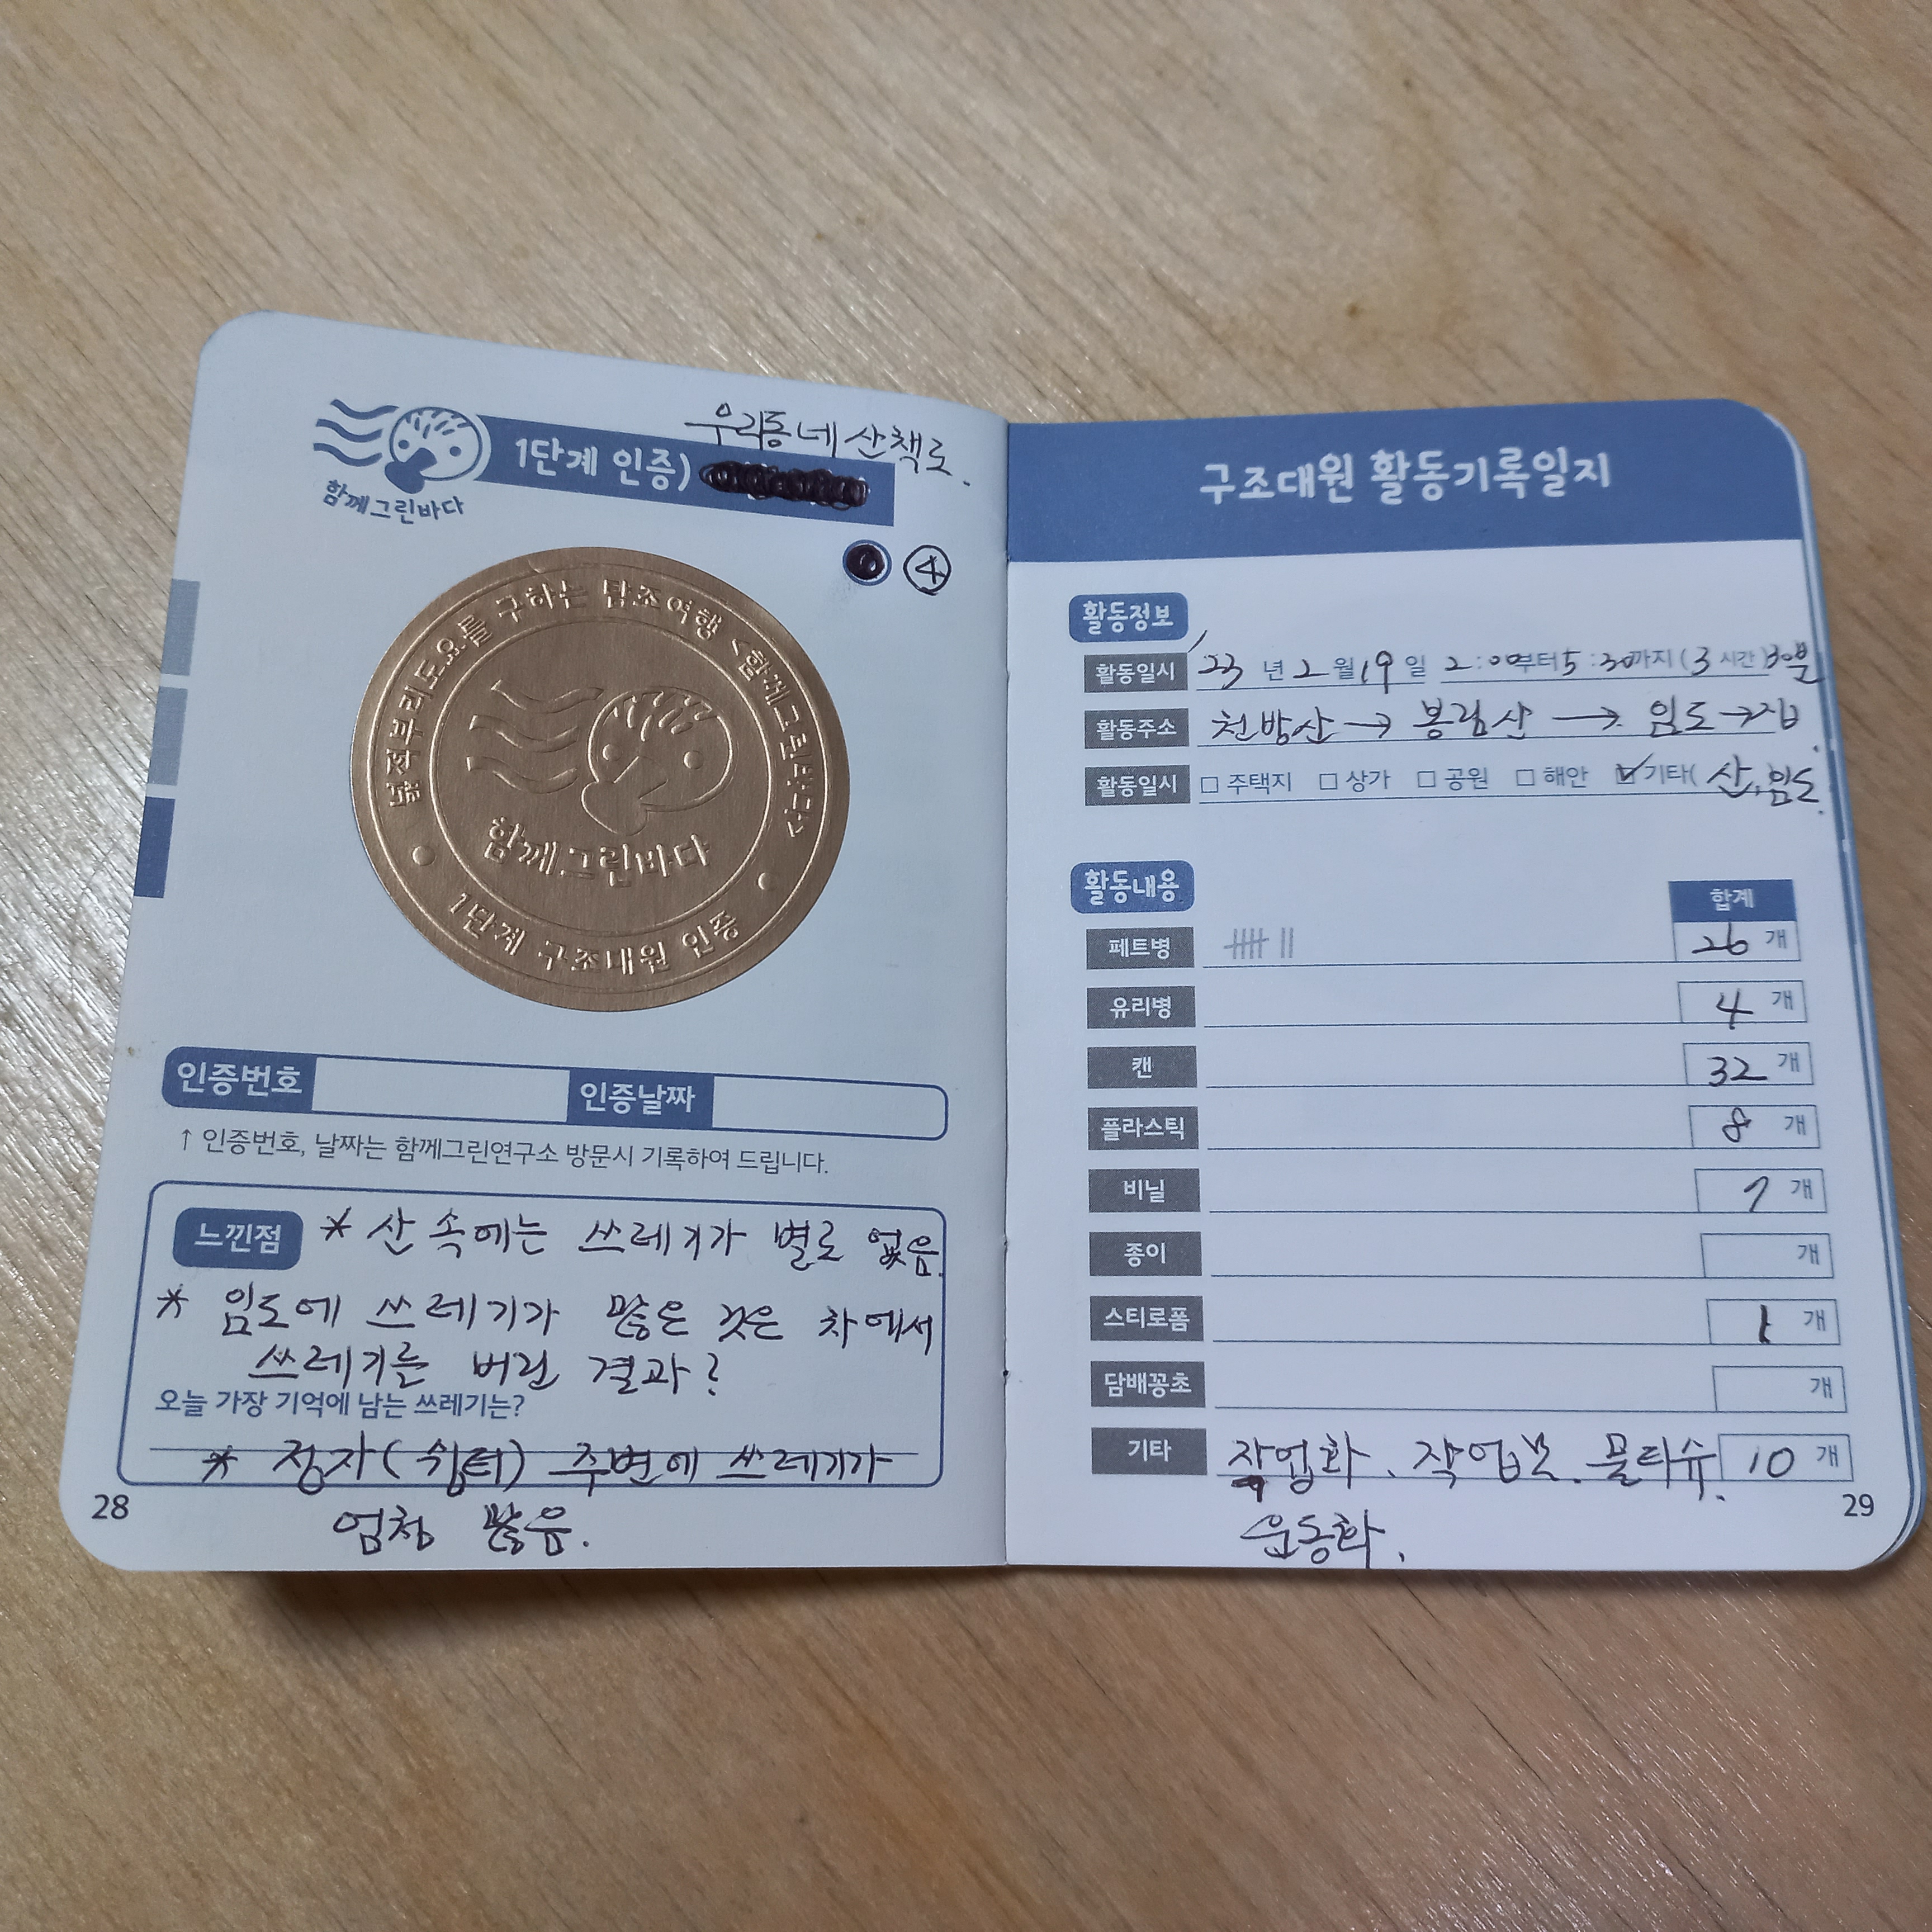 우리동네 산책로.
1단계 인증)
함께그린바다
④
넓적부리도요를 구하는 탐조여행 <함께그린바다>
함께그린바다
1단계 구조대원 인증
인증번호 인증날짜
↑ 인증번호, 날짜는 함께그린연구소 방문시 기록하여 드립니다.
느낀점 * 산 속에는 쓰레기가 별로 없음.
* 임도에 쓰레기가 많은 것은 차에서
쓰레기를 버린 결과?
오늘 가장 기억에 남는 쓰레기는?
* 정자(쉼터) 주변에 쓰레기가
엄청 많음.
28
구조대원 활동기록일지
활동정보
활동일시 '23년 2월 19일 2:00부터 5:30까지 (3시간) 30분
활동주소 천방산 → 봉림산 → 임도 → 집.
활동일시 □ 주택지 □ 상가 □ 공원 □ 해안 ☑ 기타( 산, 임도.
활동내용
합계
페트병 26 개
유리병 4 개
캔 32 개
플라스틱 8 개
비닐 7 개
종이 개
스티로폼 1 개
담배꽁초 개
기타 작업화. 작업모. 물티슈. 10 개
운동화.
29